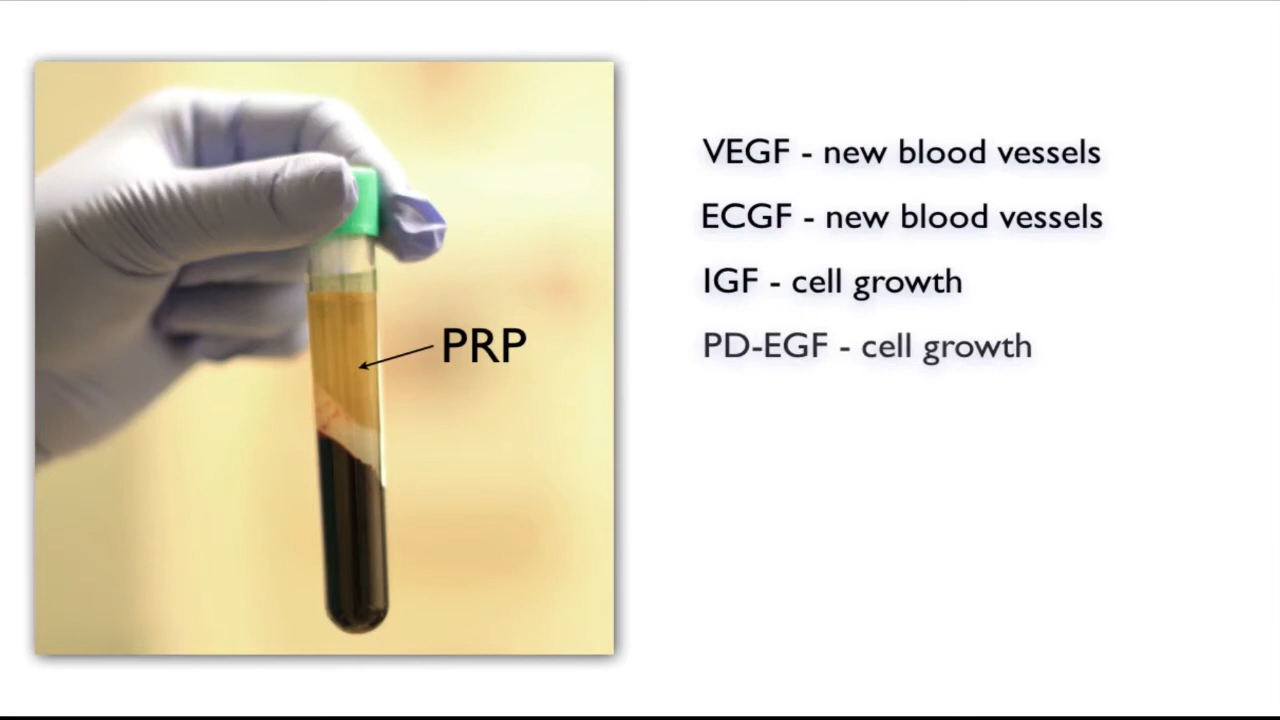 PRP
VEGF - new blood vessels
ECGF - new blood vessels
IGF - cell growth
PD-EGF - cell growth